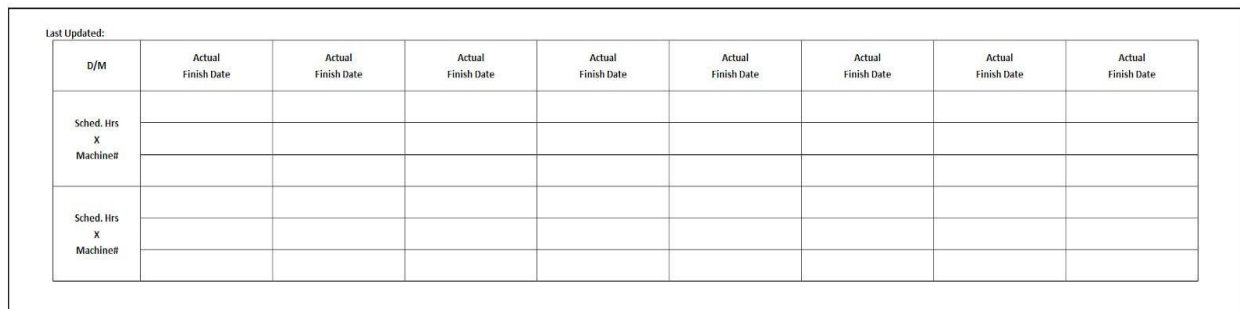 Last Updated:
D/M
Actual
Finish Date
Actual
Finish Date
Actual
Finish Date
Actual
Finish Date
Actual
Finish Date
Actual
Finish Date
Actual
Finish Date
Actual
Finish Date
Sched. Hrs
X
Machine#
Sched. Hrs
X
Machine#